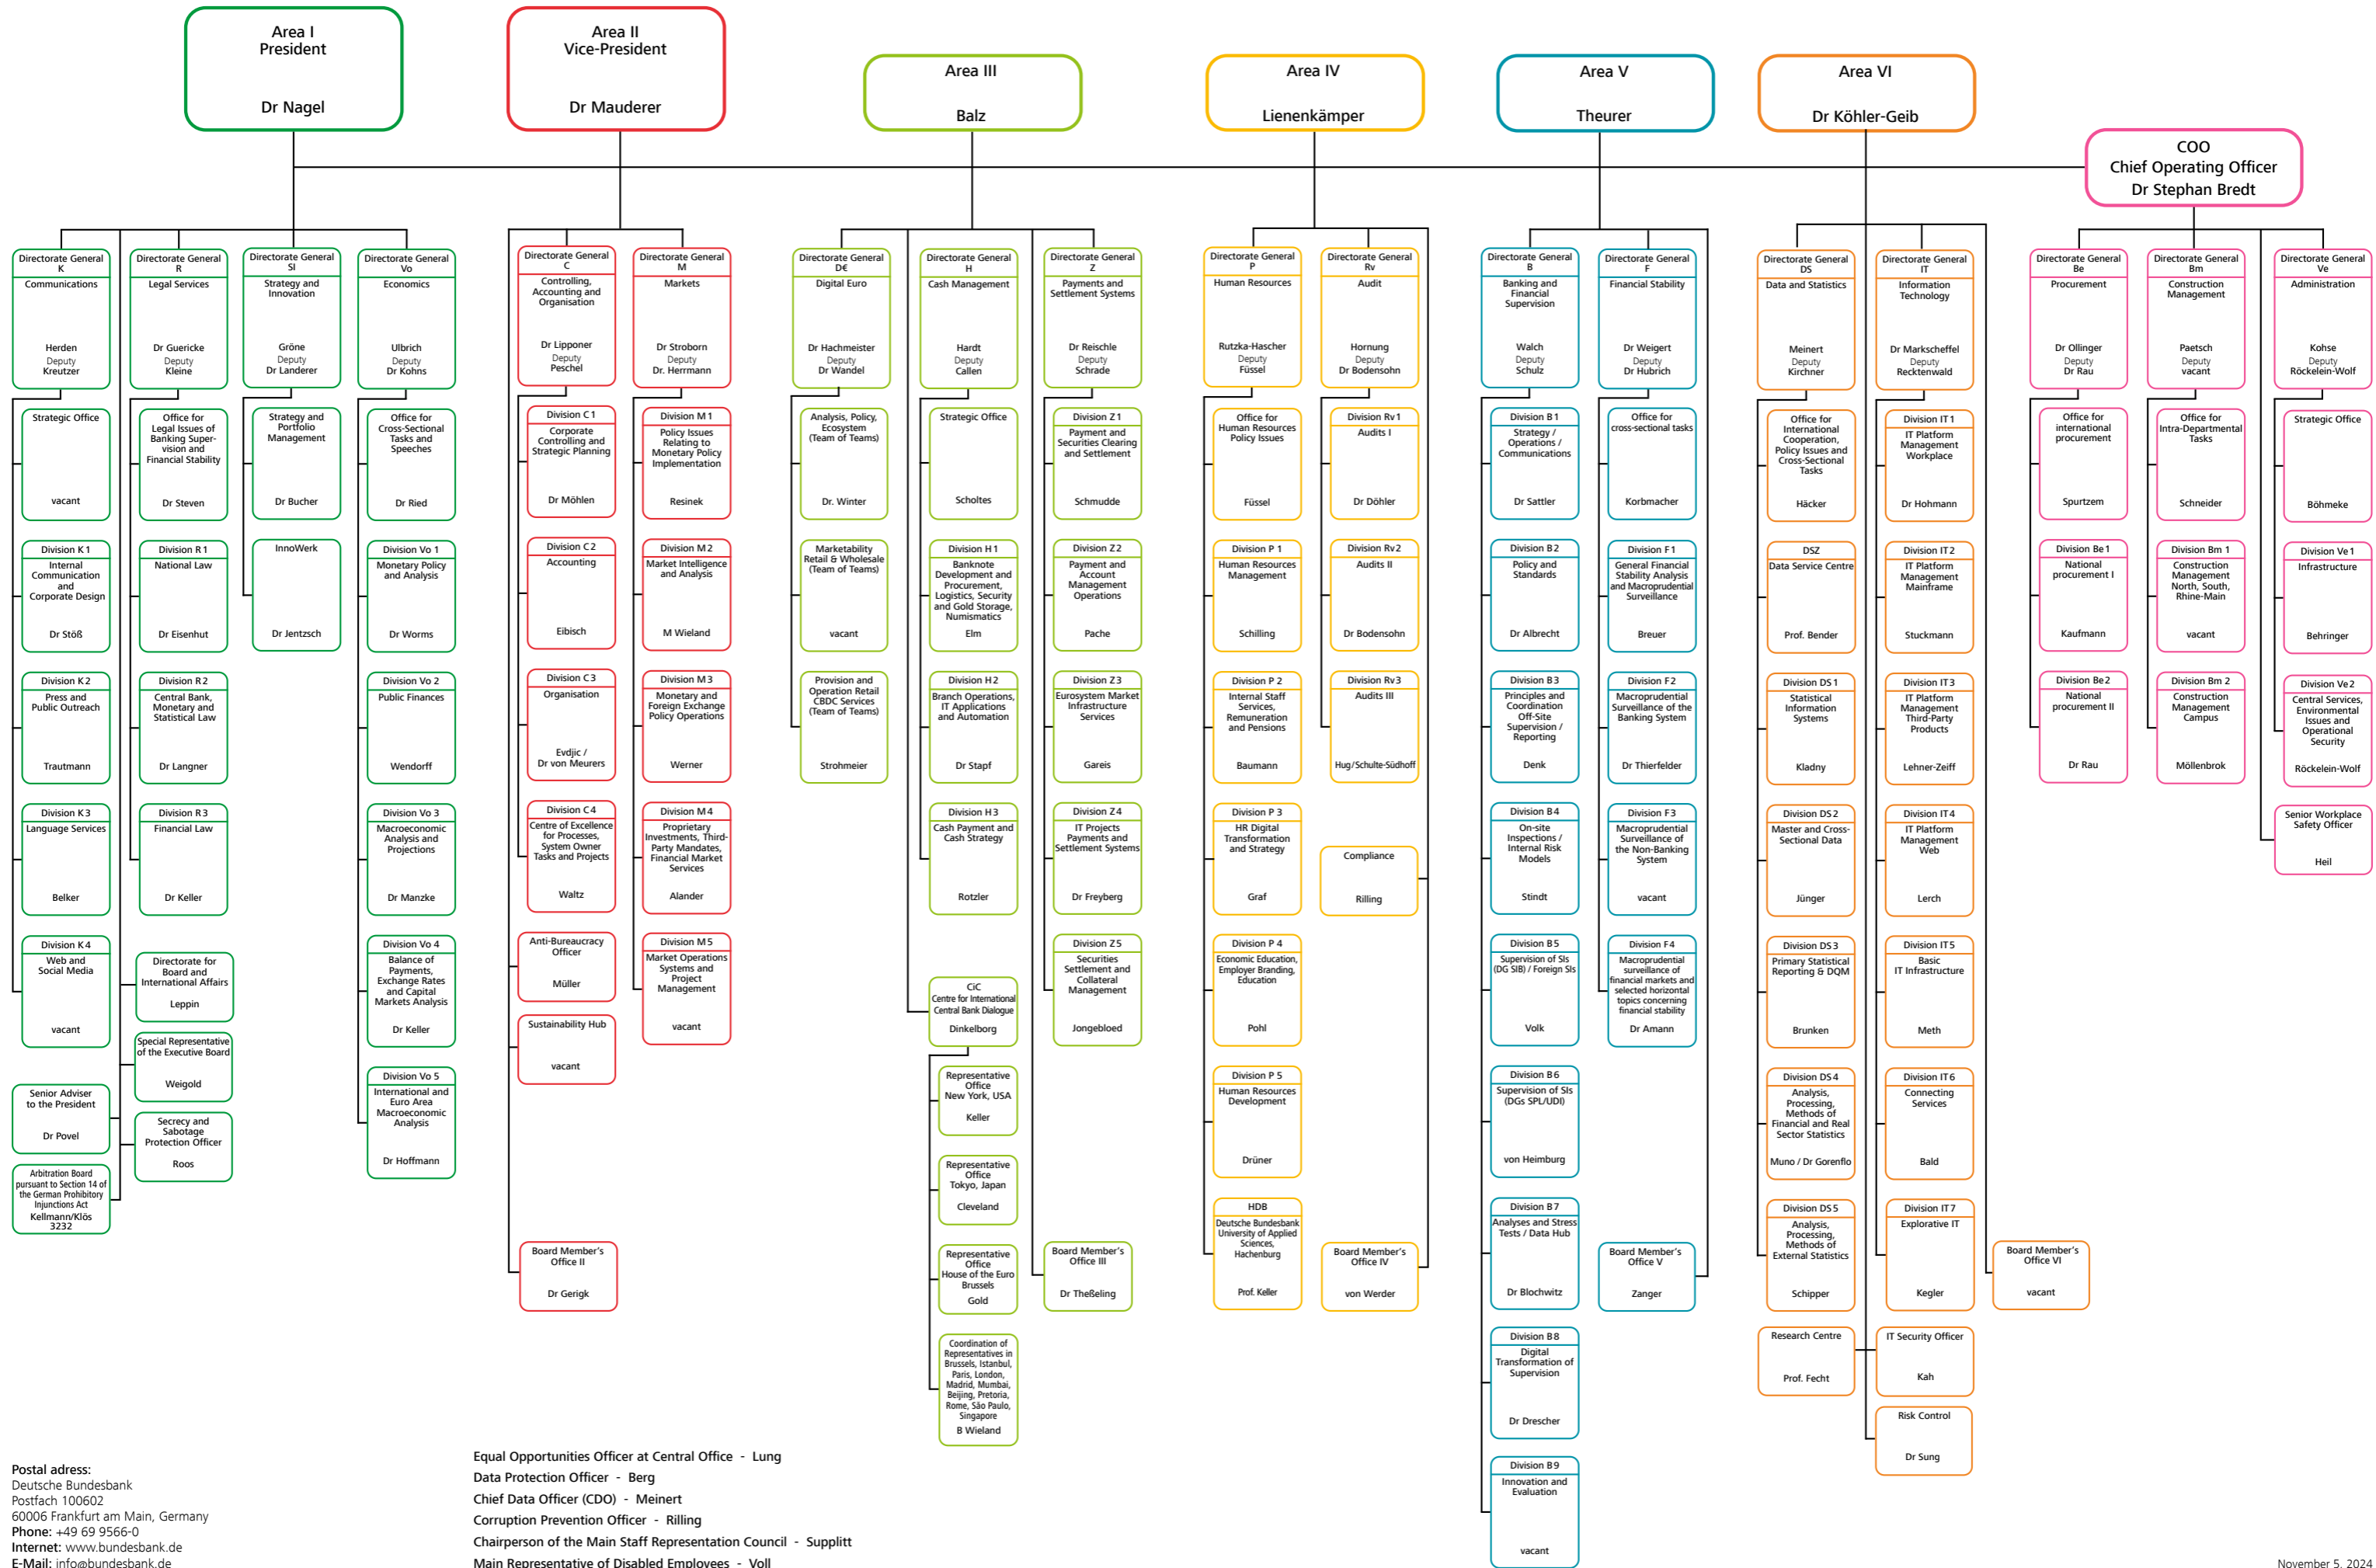 Area I
President
Dr Nagel
Area II
Vice-President
Dr Mauderer
Area III
Balz
Area IV
Lienenkämper
Area V
Theurer
Area VI
Dr Köhler-Geib
COO
Chief Operating Officer
Dr Stephan Bredt
Directorate General
K
Communications
Herden
Deputy
Kreutzer
Strategic Office
vacant
Division K 1
Internal
Communication
and
Corporate Design
Dr Stöß
Division K 2
Press and
Public Outreach
Trautmann
Division K 3
Language Services
Belker
Division K 4
Web and
Social Media
vacant
Senior Adviser
to the President
Dr Povel
Arbitration Board
pursuant to Section 14 of
the German Prohibitory
Injunctions Act
Kellmann/Klös
3232
Directorate General
R
Legal Services
Dr Guericke
Deputy
Kleine
Office for
Legal Issues of
Banking Super-
vision and
Financial Stability
Dr Steven
Division R 1
National Law
Dr Eisenhut
Division R 2
Central Bank,
Monetary and
Statistical Law
Dr Langner
Division R 3
Financial Law
Dr Keller
Directorate for
Board and
International Affairs
Leppin
Special Representative
of the Executive Board
Weigold
Secrecy and
Sabotage
Protection Officer
Roos
Directorate General
SI
Strategy and
Innovation
Gröne
Deputy
Dr Landerer
Strategy and
Portfolio
Management
Dr Bucher
InnoWerk
Dr Jentzsch
Directorate General
Vo
Economics
Ulbrich
Deputy
Dr Kohns
Office for
Cross-Sectional
Tasks and
Speeches
Dr Ried
Division Vo 1
Monetary Policy
and Analysis
Dr Worms
Division Vo 2
Public Finances
Wendorff
Division Vo 3
Macroeconomic
Analysis and
Projections
Dr Manzke
Division Vo 4
Balance of
Payments,
Exchange Rates
and Capital
Markets Analysis
Dr Keller
Division Vo 5
International and
Euro Area
Macroeconomic
Analysis
Dr Hoffmann
Directorate General
C
Controlling,
Accounting and
Organisation
Dr Lipponer
Deputy
Peschel
Division C 1
Corporate
Controlling and
Strategic Planning
Dr Möhlen
Division C 2
Accounting
Eibisch
Division C 3
Organisation
Evdjic /
Dr von Meurers
Division C 4
Centre of Excellence
for Processes,
System Owner
Tasks and Projects
Waltz
Anti-Bureaucracy
Officer
Müller
Sustainability Hub
vacant
Board Member's
Office II
Dr Gerigk
Directorate General
M
Markets
Dr Stroborn
Deputy
Dr. Herrmann
Division M 1
Policy Issues
Relating to
Monetary Policy
Implementation
Resinek
Division M 2
Market Intelligence
and Analysis
M Wieland
Division M 3
Monetary and
Foreign Exchange
Policy Operations
Werner
Division M 4
Proprietary
Investments, Third-
Party Mandates,
Financial Market
Services
Alander
Division M 5
Market Operations
Systems and
Project
Management
vacant
Directorate General
D€
Digital Euro
Dr Hachmeister
Deputy
Dr Wandel
Analysis, Policy,
Ecosystem
(Team of Teams)
Dr. Winter
Marketability
Retail & Wholesale
(Team of Teams)
vacant
Provision and
Operation Retail
CBDC Services
(Team of Teams)
Strohmeier
Directorate General
H
Cash Management
Hardt
Deputy
Callen
Strategic Office
Scholtes
Division H 1
Banknote
Development and
Procurement,
Logistics, Security
and Gold Storage,
Numismatics
Elm
Division H 2
Branch Operations,
IT Applications
and Automation
Dr Stapf
Division H 3
Cash Payment and
Cash Strategy
Rotzler
CiC
Centre for International
Central Bank Dialogue
Dinkelborg
Representative
Office
New York, USA
Keller
Representative
Office
Tokyo, Japan
Cleveland
Representative
Office
House of the Euro
Brussels
Gold
Coordination of
Representatives in
Brussels, Istanbul,
Paris, London,
Madrid, Mumbai,
Beijing, Pretoria,
Rome, São Paulo,
Singapore
B Wieland
Directorate General
Z
Payments and
Settlement Systems
Dr Reischle
Deputy
Schrade
Division Z 1
Payment and
Securities Clearing
and Settlement
Schmudde
Division Z 2
Payment and
Account
Management
Operations
Pache
Division Z 3
Eurosystem Market
Infrastructure
Services
Gareis
Division Z 4
IT Projects
Payments and
Settlement Systems
Dr Freyberg
Division Z 5
Securities
Settlement and
Collateral
Management
Jongebloed
Board Member's
Office III
Dr Theßeling
Directorate General
P
Human Resources
Rutzka-Hascher
Deputy
Füssel
Office for
Human Resources
Policy Issues
Füssel
Division P 1
Human Resources
Management
Schilling
Division P 2
Internal Staff
Services,
Remuneration
and Pensions
Baumann
Division P 3
HR Digital
Transformation
and Strategy
Graf
Division P 4
Economic Education,
Employer Branding,
Education
Pohl
Division P 5
Human Resources
Development
Drüner
HDB
Deutsche Bundesbank
University of Applied
Sciences,
Hachenburg
Prof. Keller
Directorate General
Rv
Audit
Hornung
Deputy
Dr Bodensohn
Division Rv 1
Audits I
Dr Döhler
Division Rv 2
Audits II
Dr Bodensohn
Division Rv 3
Audits III
Hug/Schulte-Südhoff
Compliance
Rilling
Board Member's
Office IV
von Werder
Directorate General
B
Banking and
Financial
Supervision
Walch
Deputy
Schulz
Division B 1
Strategy /
Operations /
Communications
Dr Sattler
Division B 2
Policy and
Standards
Dr Albrecht
Division B 3
Principles and
Coordination
Off-Site
Supervision /
Reporting
Denk
Division B 4
On-site
Inspections /
Internal Risk
Models
Stindt
Division B 5
Supervision of SIs
(DG SIB) / Foreign SIs
Volk
Division B 6
Supervision of SIs
(DGs SPL/UDI)
von Heimburg
Division B 7
Analyses and Stress
Tests / Data Hub
Dr Blochwitz
Division B 8
Digital
Transformation of
Supervision
Dr Drescher
Division B 9
Innovation and
Evaluation
vacant
Directorate General
F
Financial Stability
Dr Weigert
Deputy
Dr Hubrich
Office for
cross-sectional tasks
Korbmacher
Division F 1
General Financial
Stability Analysis
and Macroprudential
Surveillance
Breuer
Division F 2
Macroprudential
Surveillance of the
Banking System
Dr Thierfelder
Division F 3
Macroprudential
Surveillance of
the Non-Banking
System
vacant
Division F 4
Macroprudential
surveillance of
financial markets and
selected horizontal
topics concerning
financial stability
Dr Amann
Board Member's
Office V
Zanger
Directorate General
DS
Data and Statistics
Meinert
Deputy
Kirchner
Office for
International
Cooperation,
Policy Issues and
Cross-Sectional
Tasks
Häcker
DSZ
Data Service Centre
Prof. Bender
Division DS 1
Statistical
Information
Systems
Kladny
Division DS 2
Master and Cross-
Sectional Data
Jünger
Division DS 3
Primary Statistical
Reporting & DQM
Brunken
Division DS 4
Analysis,
Processing,
Methods of
Financial and Real
Sector Statistics
Muno / Dr Gorenflo
Division DS 5
Analysis,
Processing,
Methods of
External Statistics
Schipper
Research Centre
Prof. Fecht
Directorate General
IT
Information
Technology
Dr Markscheffel
Deputy
Recktenwald
Division IT 1
IT Platform
Management
Workplace
Dr Hohmann
Division IT 2
IT Platform
Management
Mainframe
Stuckmann
Division IT 3
IT Platform
Management
Third-Party
Products
Lehner-Zeiff
Division IT 4
IT Platform
Management
Web
Lerch
Division IT 5
Basic
IT Infrastructure
Meth
Division IT 6
Connecting
Services
Bald
Division IT 7
Explorative IT
Kegler
IT Security Officer
Kah
Risk Control
Dr Sung
Board Member's
Office VI
vacant
Directorate General
Be
Procurement
Dr Ollinger
Deputy
Dr Rau
Office for
international
procurement
Spurtzem
Division Be 1
National
procurement I
Kaufmann
Division Be 2
National
procurement II
Dr Rau
Directorate General
Bm
Construction
Management
Paetsch
Deputy
vacant
Office for
Intra-Departmental
Tasks
Schneider
Division Bm 1
Construction
Management
North, South,
Rhine-Main
vacant
Division Bm 2
Construction
Management
Campus
Möllenbrok
Directorate General
Ve
Administration
Kohse
Deputy
Röckelein-Wolf
Strategic Office
Böhmeke
Division Ve 1
Infrastructure
Behringer
Division Ve 2
Central Services,
Environmental
Issues and
Operational
Security
Röckelein-Wolf
Senior Workplace
Safety Officer
Heil
Postal adress:
Deutsche Bundesbank
Postfach 100602
60006 Frankfurt am Main, Germany
Phone: +49 69 9566-0
Internet: www.bundesbank.de
E-Mail: info@bundesbank.de
Equal Opportunities Officer at Central Office - Lung
Data Protection Officer - Berg
Chief Data Officer (CDO) - Meinert
Corruption Prevention Officer - Rilling
Chairperson of the Main Staff Representation Council - Supplitt
Main Representative of Disabled Employees - Voll
November 5, 2024